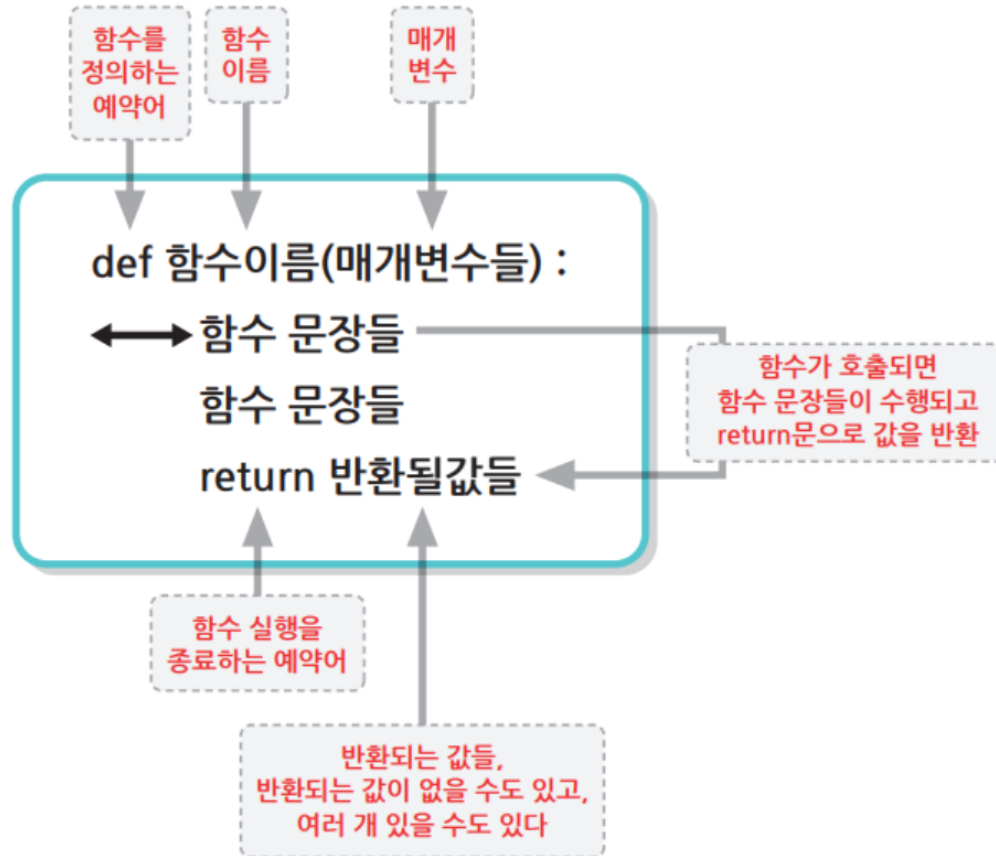 함수를
정의하는
예약어
함수
이름
매개
변수
def 함수이름(매개변수들) :
함수 문장들
함수 문장들
return 반환될값들
함수가 호출되면
함수 문장들이 수행되고
return문으로 값을 반환
함수 실행을
종료하는 예약어
반환되는 값들,
반환되는 값이 없을 수도 있고,
여러 개 있을 수도 있다